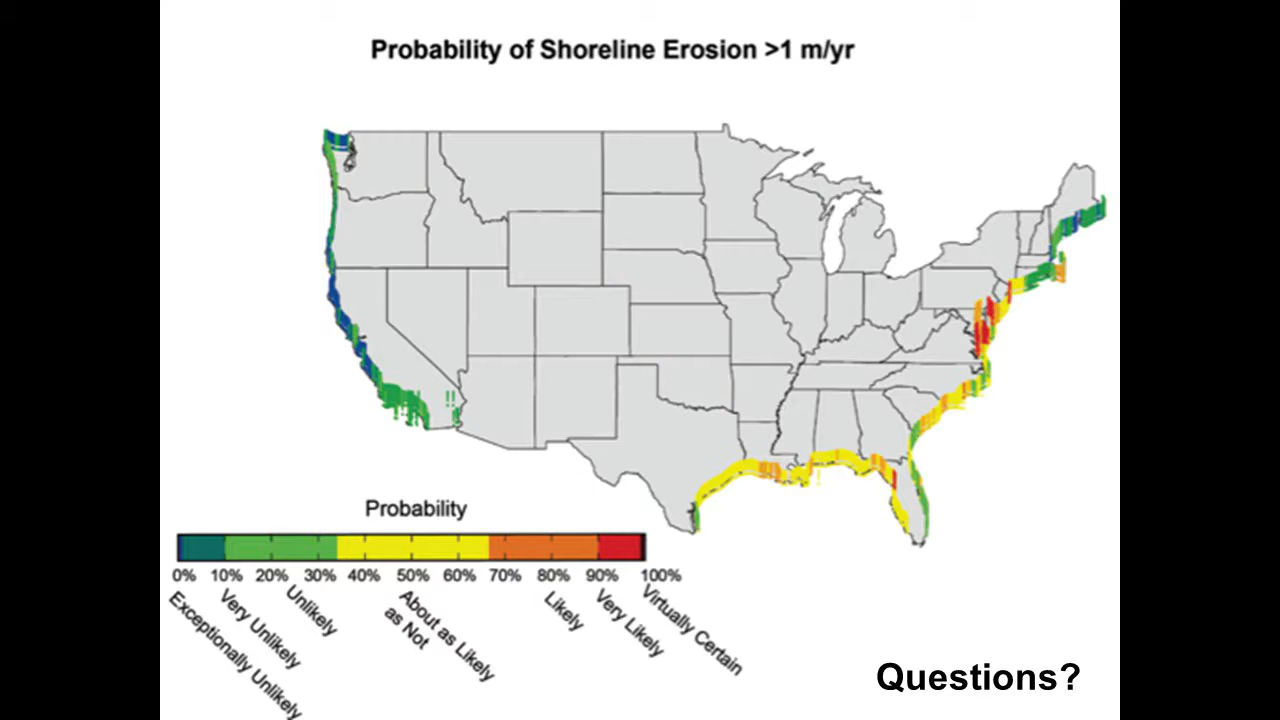 Probability of Shoreline Erosion >1 m/yr
Probability
0% 10% 20% 30% 40% 50% 60% 70% 80% 90% 100%
Exceptionally Unlikely
Very Unlikely
Unlikely
About as Likely
as Not
Likely
Very Likely
Virtually Certain
Questions?